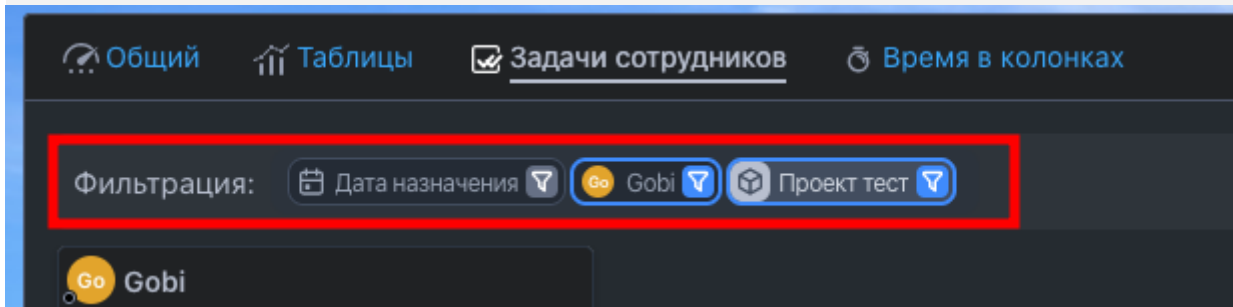 Общий Таблицы Задачи сотрудников Время в колонках
Фильтрация: Дата назначения Go Gobi Проект тест
Go Gobi